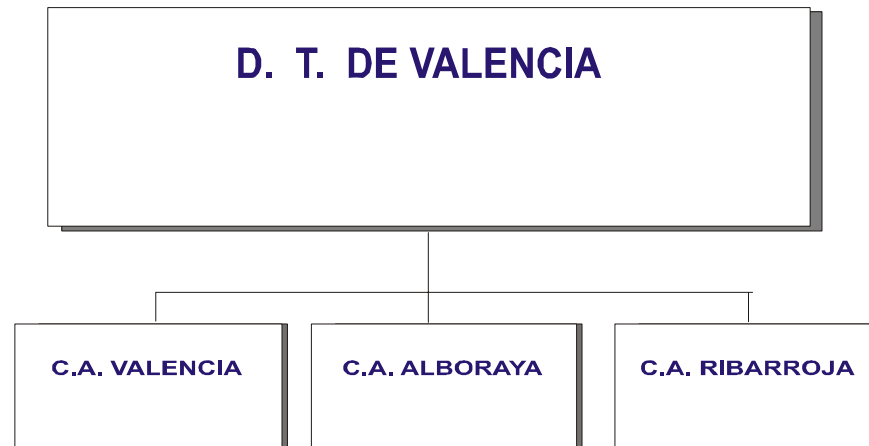 D. T. DE VALENCIA
C.A. VALENCIA
C.A. ALBORAYA
C.A. RIBARROJA